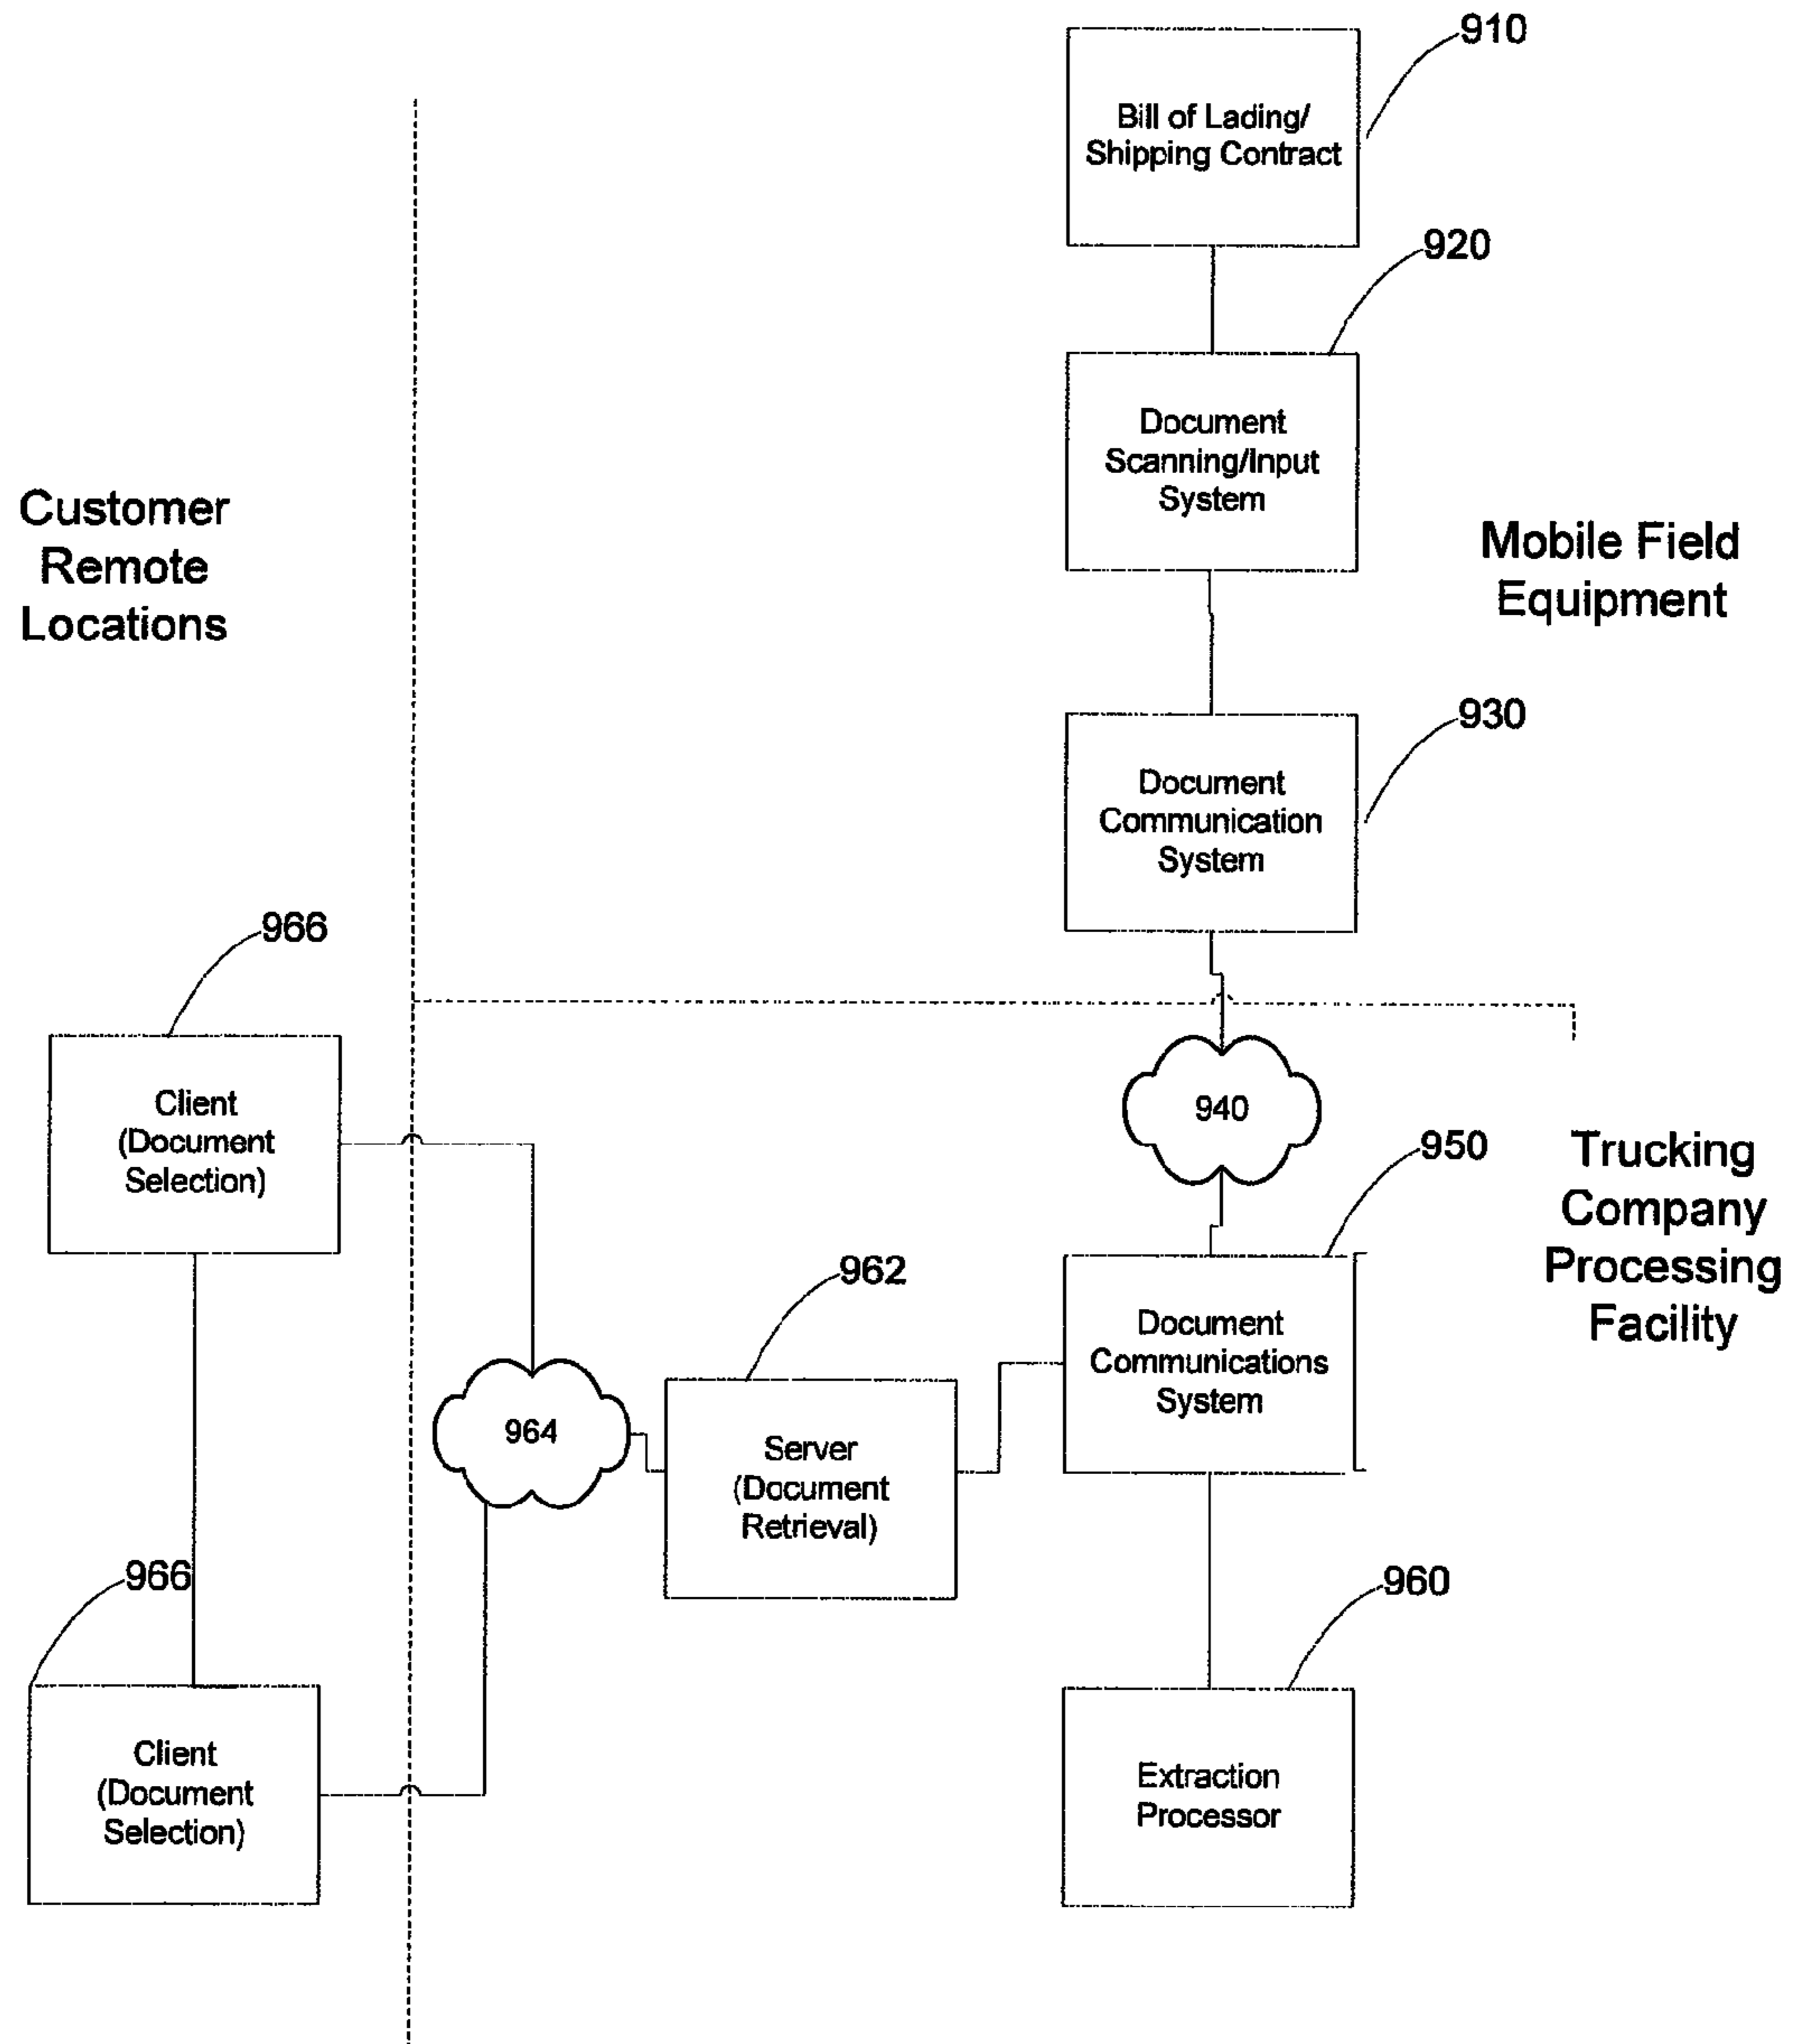 910
Bill of Lading/
Shipping Contract
920
Document
Scanning/Input
System
Customer
Remote
Locations
Mobile Field
Equipment
930
Document
Communication
System
966
Client
(Document
Selection)
940
950
Trucking
Company
Processing
Facility
962
Document
Communications
System
964
Server
(Document
Retrieval)
966
960
Client
(Document
Selection)
Extraction
Processor